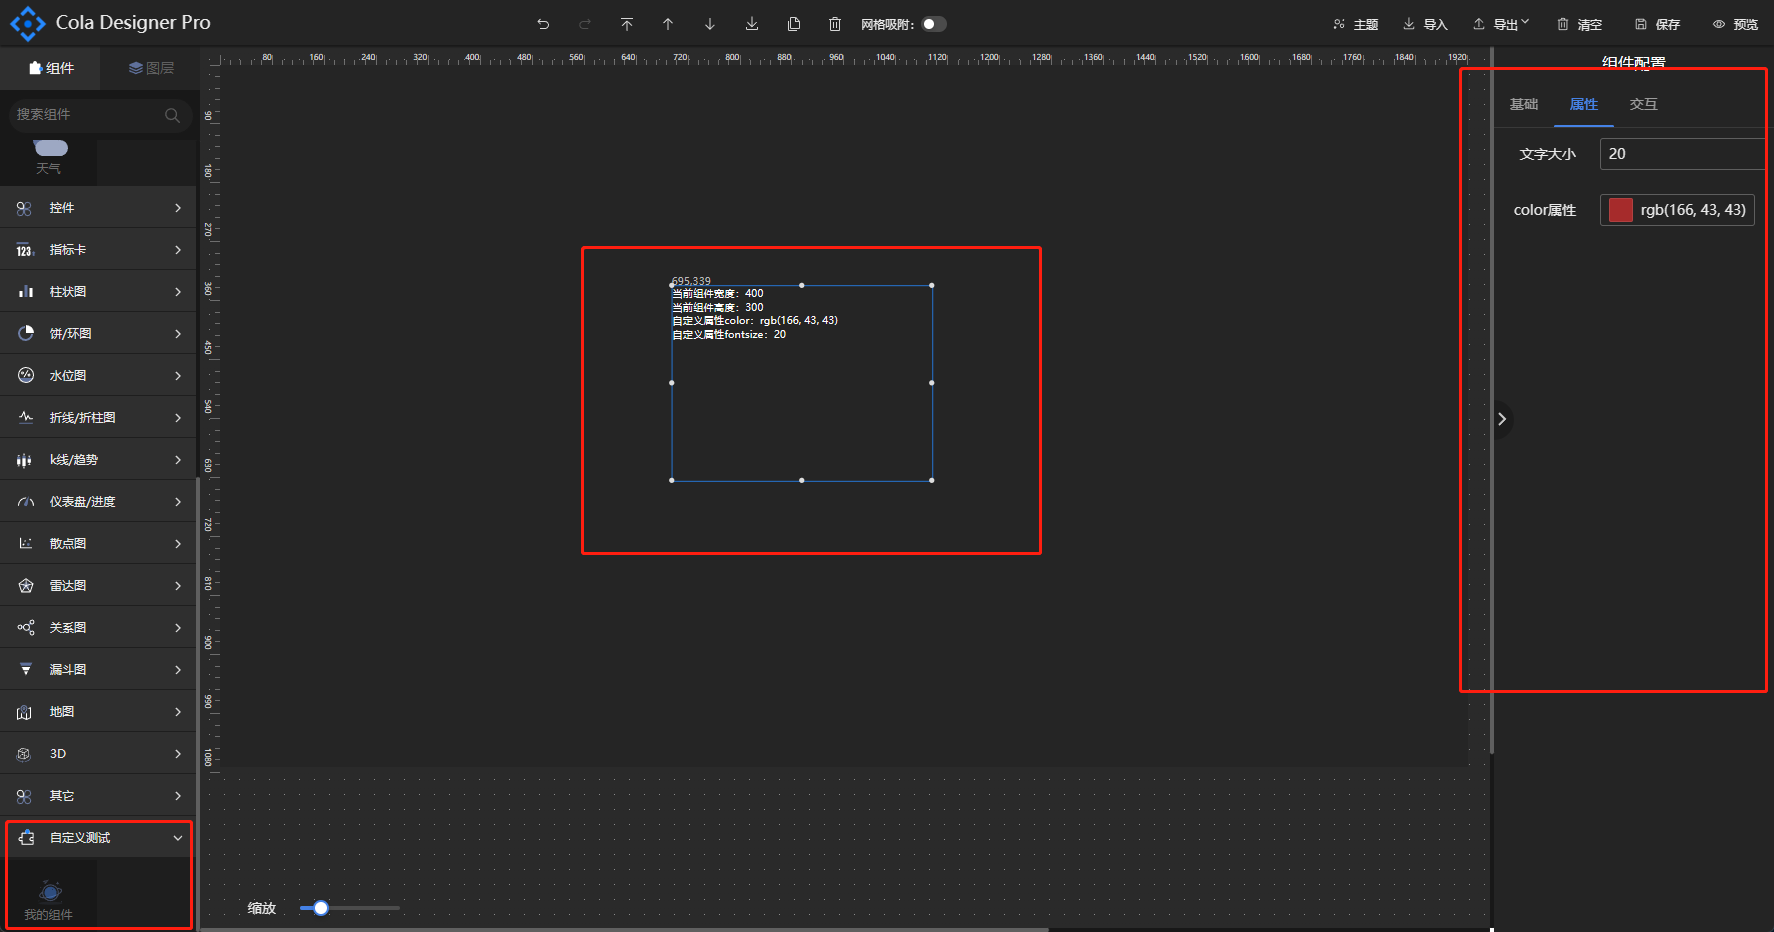 Cola Designer Pro
网格吸附:
主题
导入
导出
清空
保存
预览
组件
图层
搜索组件
天气
控件
123
指标卡
柱状图
饼/环图
水位图
折线/折柱图
k线/趋势
仪表盘/进度
散点图
雷达图
关系图
漏斗图
地图
3D
其它
自定义测试
我的组件
80 160 240 320 400 480 560 640 720 800 880 960 1040 1120 1200 1280 1360 1440 1520 1600 1680 1760 1840 1920
90
180
270
360
450
540
630
720
810
900
990
1080
695,339
当前组件宽度：400
当前组件高度：300
自定义属性color：rgb(166, 43, 43)
自定义属性fontsize：20
缩放
组件配置
基础
属性
交互
文字大小
20
color属性
rgb(166, 43, 43)